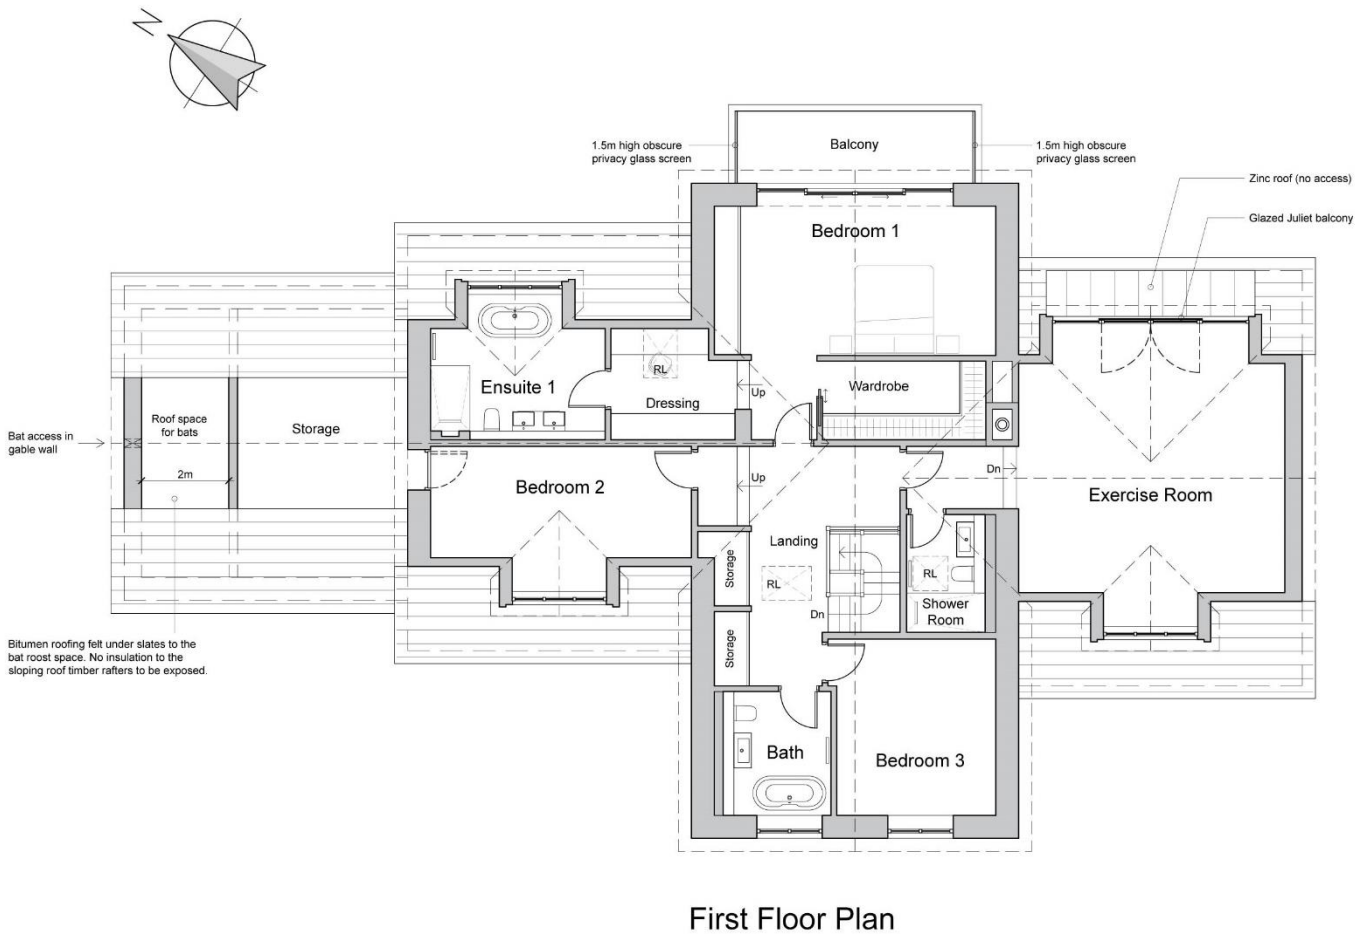 N
1.5m high obscure
privacy glass screen
Balcony
1.5m high obscure
privacy glass screen
Zinc roof (no access)
Glazed Juliet balcony
Bedroom 1
RL
Ensuite 1
Dressing
Up
Wardrobe
Bat access in
gable wall
Roof space
for bats
2m
Storage
Bedroom 2
Up
Dn
Exercise Room
Landing
Storage
RL
RL
Dn
Shower
Room
Storage
Bitumen roofing felt under slates to the
bat roost space. No insulation to the
sloping roof timber rafters to be exposed.
Bath
Bedroom 3
First Floor Plan